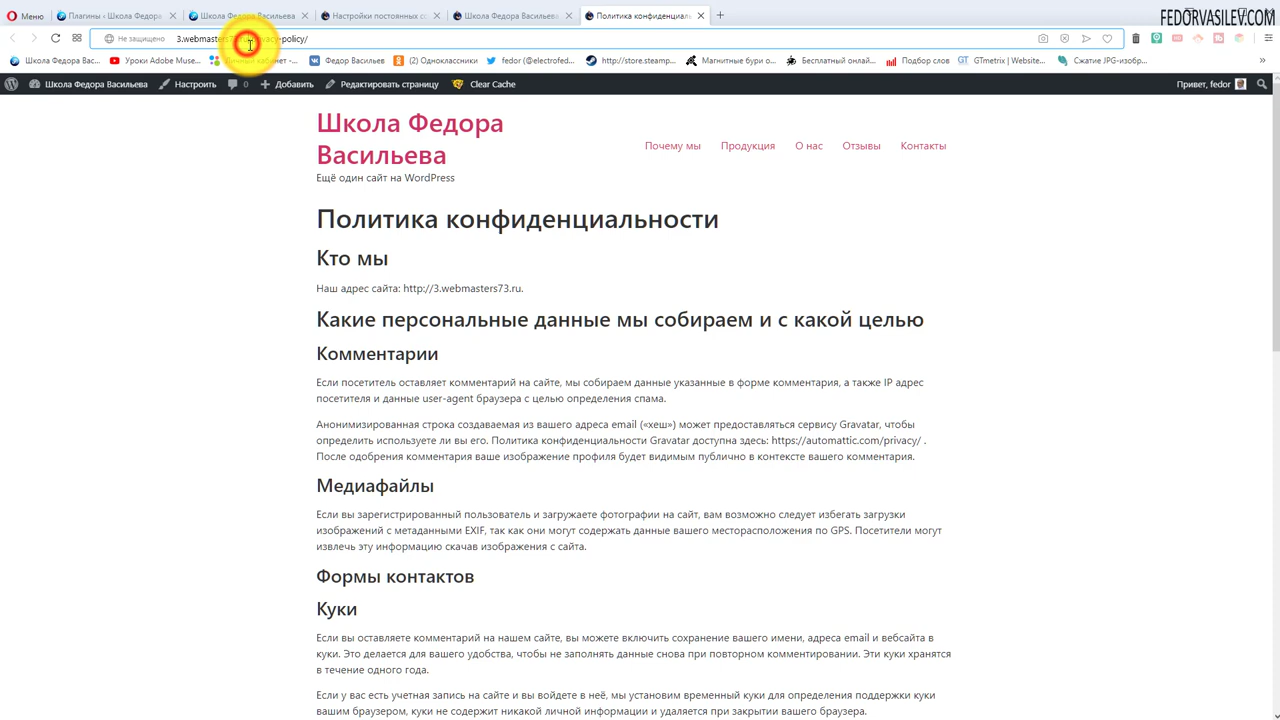 Меню
Плагины ‹ Школа Федора
Школа Федора Васильева
Настройки постоянных сс
Школа Федора Васильева
Политика конфиденциаль
FEDORVASILEV.COM
Не защищено
3.webmasters
policy/
Школа Федора Вас...
Уроки Adobe Muse...
Федор Васильев
(2) Одноклассники
fedor (@electrofed...
http://store.steamp...
Магнитные бури о...
Бесплатный онлай...
Подбор слов
GTmetrix | Website...
Сжатие JPG-изобр...
Школа Федора Васильева
Настроить
0
Добавить
Редактировать страницу
Clear Cache
Привет, fedor
Школа Федора
Васильева
Ещё один сайт на WordPress
Почему мы
Продукция
О нас
Отзывы
Контакты
Политика конфиденциальности
Кто мы
Наш адрес сайта: http://3.webmasters73.ru.
Какие персональные данные мы собираем и с какой целью
Комментарии
Если посетитель оставляет комментарий на сайте, мы собираем данные указанные в форме комментария, а также IP адрес
посетителя и данные user-agent браузера с целью определения спама.
Анонимизированная строка создаваемая из вашего адреса email («хеш») может предоставляться сервису Gravatar, чтобы
определить используете ли вы его. Политика конфиденциальности Gravatar доступна здесь: https://automattic.com/privacy/ .
После одобрения комментария ваше изображение профиля будет видимым публично в контексте вашего комментария.
Медиафайлы
Если вы зарегистрированный пользователь и загружаете фотографии на сайт, вам возможно следует избегать загрузки
изображений с метаданными EXIF, так как они могут содержать данные вашего месторасположения по GPS. Посетители могут
извлечь эту информацию скачав изображения с сайта.
Формы контактов
Куки
Если вы оставляете комментарий на нашем сайте, вы можете включить сохранение вашего имени, адреса email и вебсайта в
куки. Это делается для вашего удобства, чтобы не заполнять данные снова при повторном комментировании. Эти куки хранятся
в течение одного года.
Если у вас есть учетная запись на сайте и вы войдете в неё, мы установим временный куки для определения поддержки куки
вашим браузером, куки не содержит никакой личной информации и удаляется при закрытии вашего браузера.